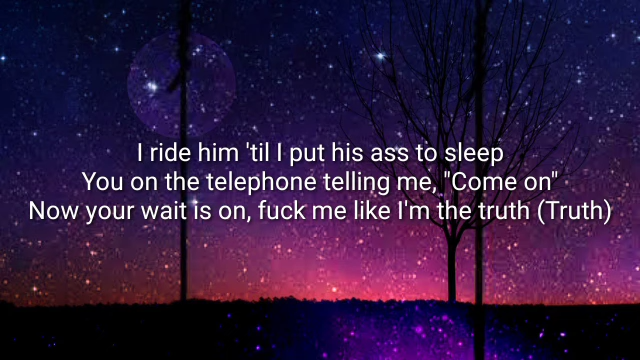 I ride him 'til I put his ass to sleep
You on the telephone telling me, "Come on"
Now your wait is on, fuck me like I'm the truth (Truth)